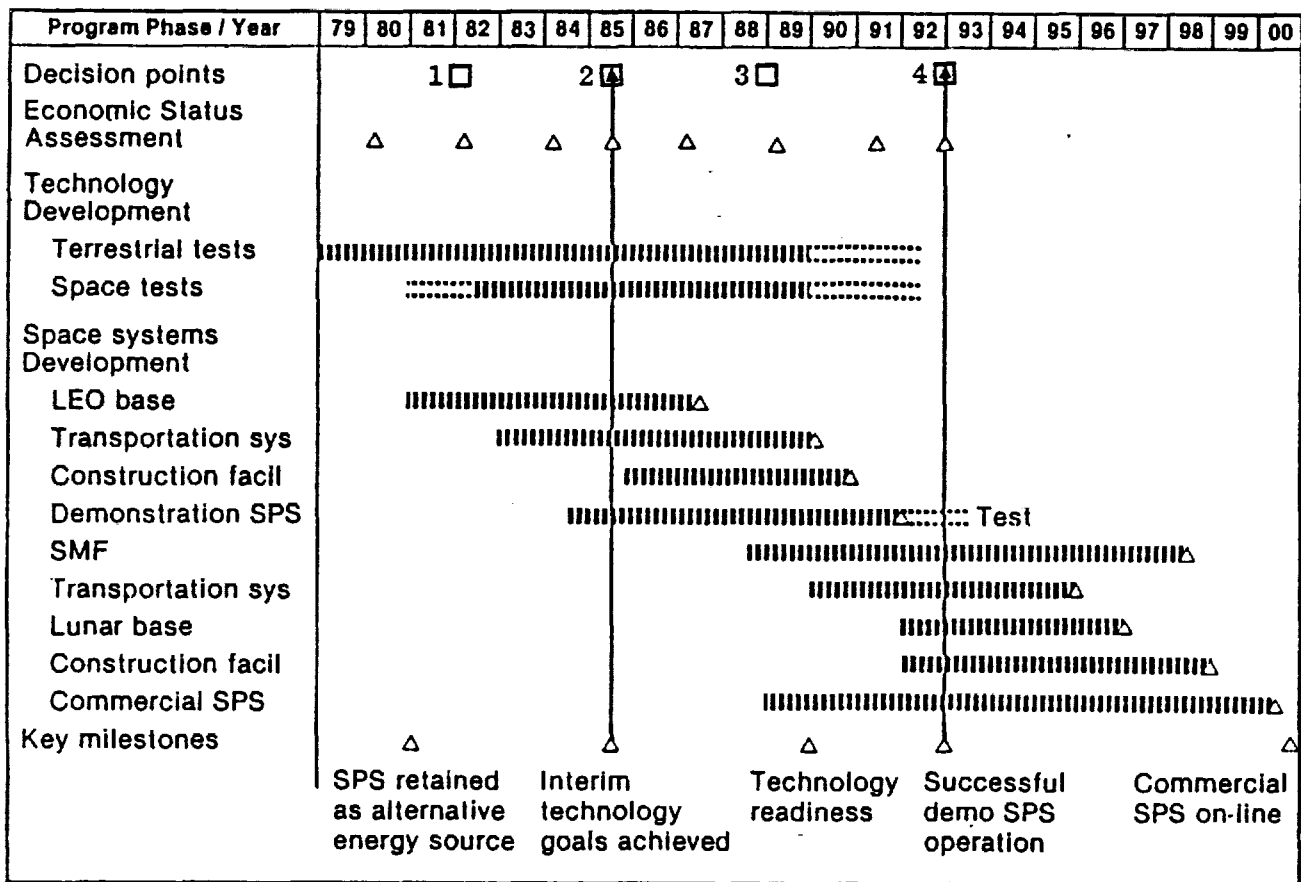 Program Phase / Year 79 80 81 82 83 84 85 86 87 88 89 90 91 92 93 94 95 96 97 98 99 00
Decision points 1 2 3 4
Economic Status
Assessment
Technology
Development
Terrestrial tests
Space tests
Space systems
Development
LEO base
Transportation sys
Construction facil
Demonstration SPS Test
SMF
Transportation sys
Lunar base
Construction facil
Commercial SPS
Key milestones
SPS retained Interim Technology Successful Commercial
as alternative technology readiness demo SPS SPS on-line
energy source goals achieved operation